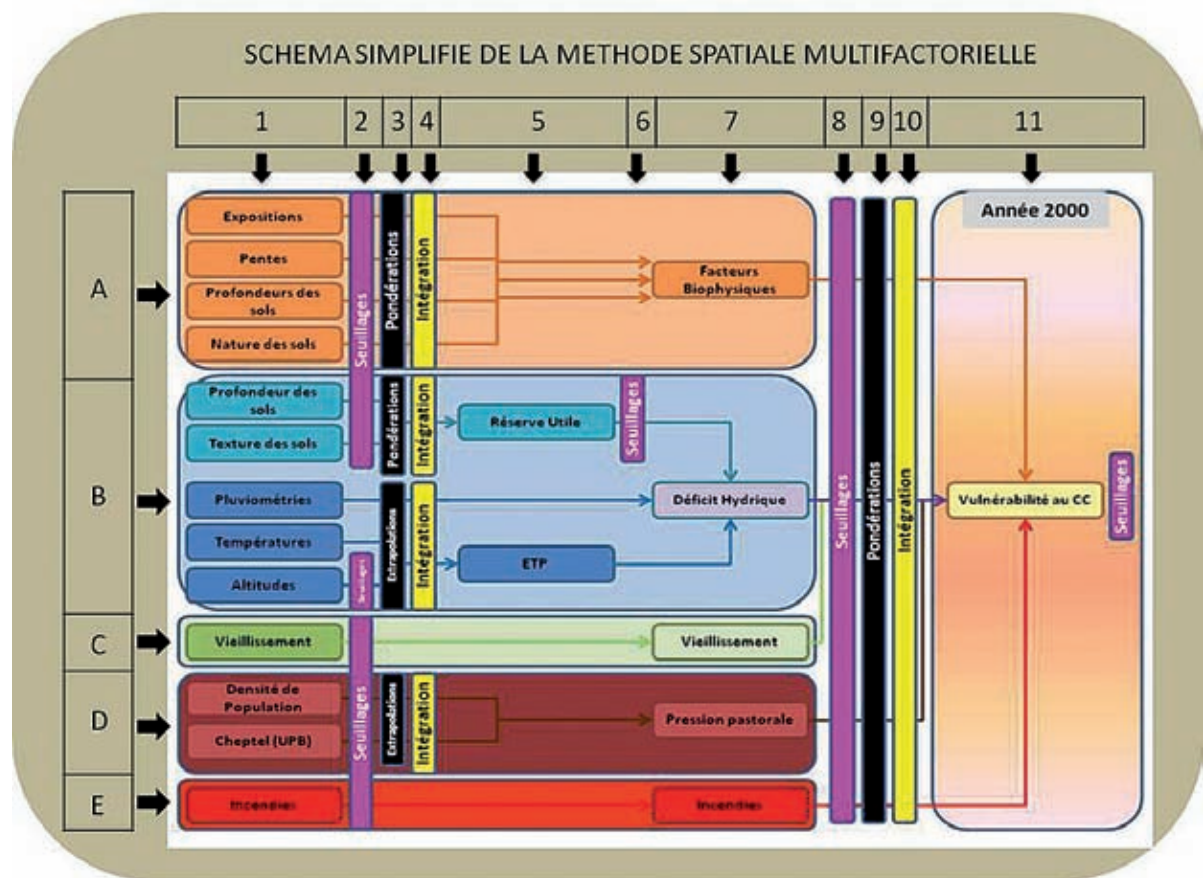 SCHEMA SIMPLIFIE DE LA METHODE SPATIALE MULTIFACTORIELLE
1 2 3 4 5 6 7 8 9 10 11
A
Expositions
Pentes
Profondeurs des
sols
Nature des sols
Seuillages
Pondérations
Intégration
Facteurs
Biophysiques
B
Profondeur des
sols
Texture des sols
Pondérations
Intégration
Réserve Utile
Seuillages
Pluviométries
Températures
Altitudes
Seuillages
Extrapolations
Intégration
ETP
Déficit Hydrique
C
Vieillissement
Vieillissement
D
Densité de
Population
Cheptel (UPB)
Seuillages
Extrapolations
Intégration
Pression pastorale
E
Incendies
Incendies
Seuillages
Pondérations
Intégration
Année 2000
Vulnérabilité au CC
Seuillages